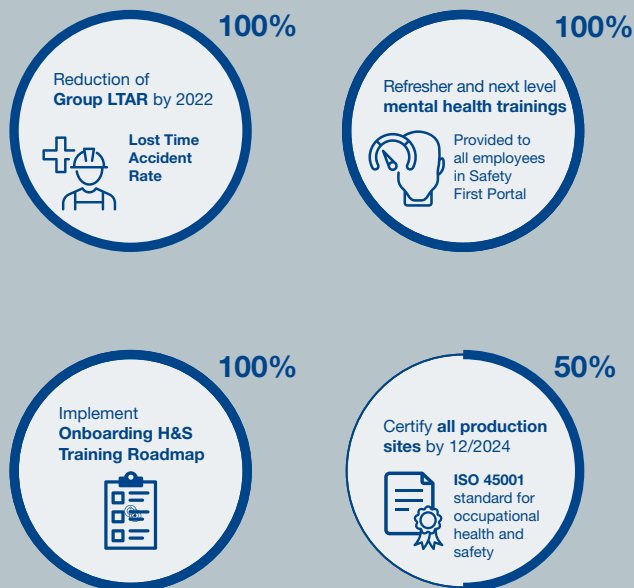 100%
Reduction of
Group LTAR by 2022
Lost Time
Accident
Rate
100%
Refresher and next level
mental health trainings
Provided to
all employees
in Safety
First Portal
100%
Implement
Onboarding H&S
Training Roadmap
50%
Certify all production
sites by 12/2024
ISO 45001
standard for
occupational
health and
safety